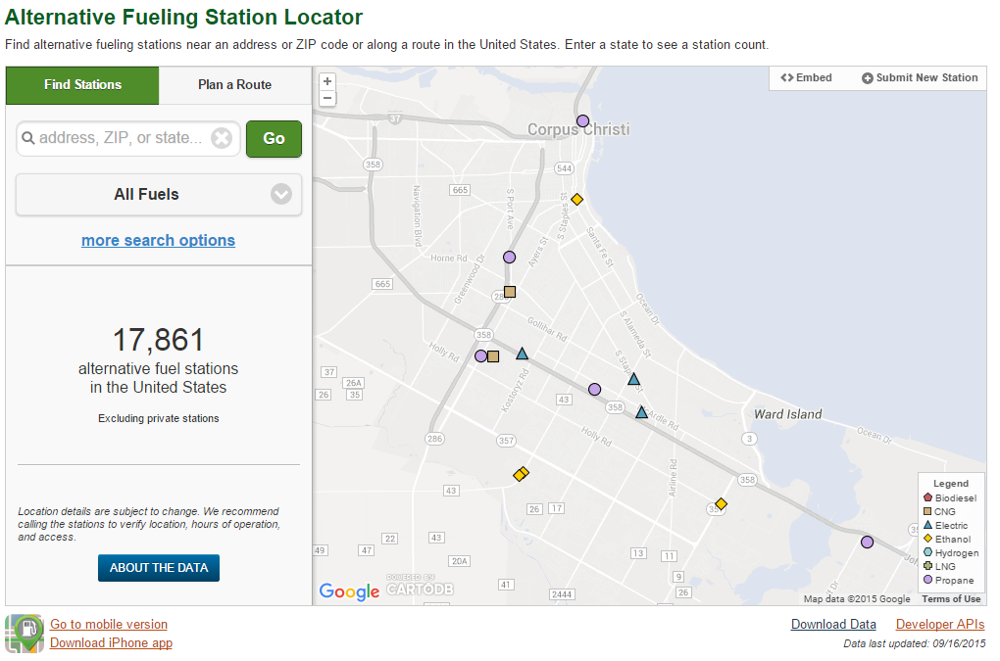 Alternative Fueling Station Locator
Find alternative fueling stations near an address or ZIP code or along a route in the United States. Enter a state to see a station count.
Find Stations
Plan a Route
address, ZIP, or state...
Go
All Fuels
more search options
17,861
alternative fuel stations
in the United States
Excluding private stations
Location details are subject to change. We recommend
calling the stations to verify location, hours of operation,
and access.
ABOUT THE DATA
+
−
Embed
Submit New Station
37
Corpus Christi
358
544
665
Navigation Blvd
S Port Ave
S Staples St
Ayers St
Santa Fe St
Horne Rd
Greenwood Dr
665
Ocean Dr
Gollihar Rd
S Alameda St
358
Holly Rd
37
26A
26
35
Kostoryz Rd
43
358
McArdle Rd
Ward Island
Ocean Dr
286
357
Holly Rd
3
Airline Rd
358
43
26
17
22
43
49
47
20A
13
11
9
26
41
2444
Legend
Biodiesel
CNG
Electric
Ethanol
Hydrogen
LNG
Propane
Google
POWERED BY
CARTODB
Map data ©2015 Google
Terms of Use
Go to mobile version
Download iPhone app
Download Data
Developer APIs
Data last updated: 09/16/2015